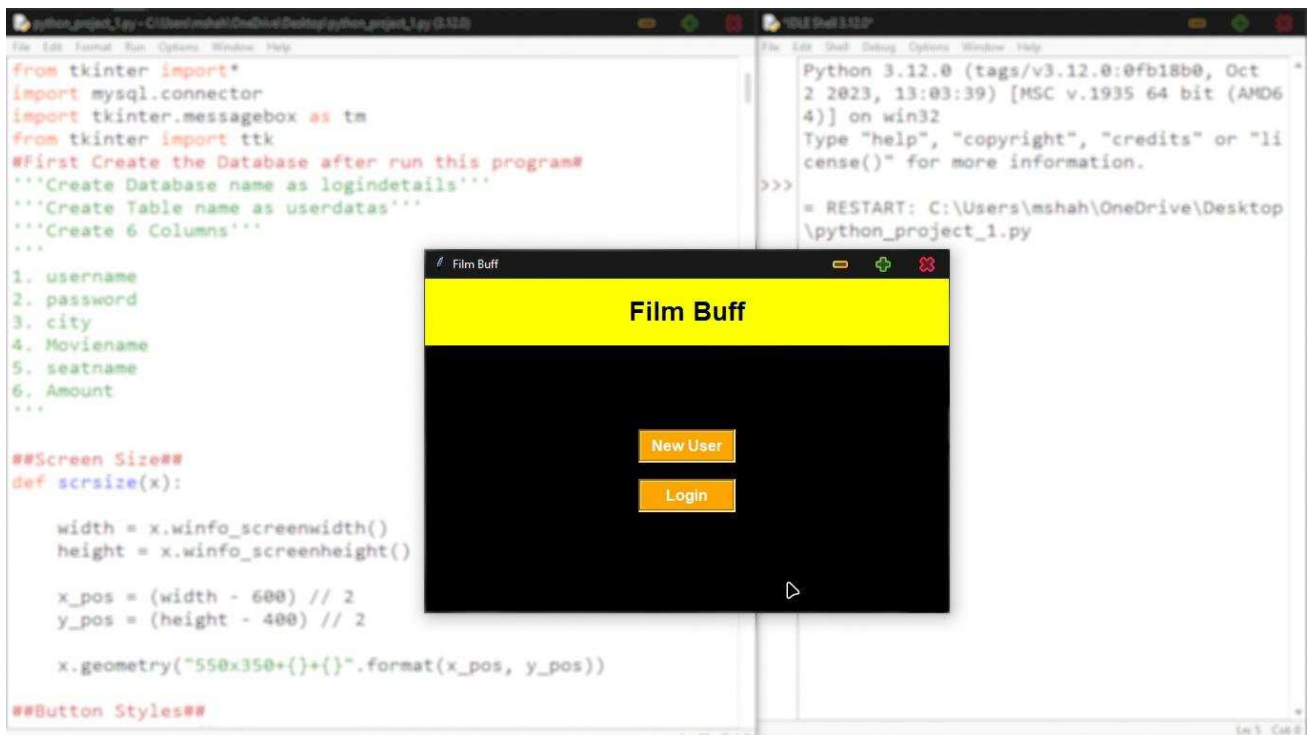 python_project_1.py - C:\Users\mshah\OneDrive\Desktop\python_project_1.py (3.12.0)
File Edit Format Run Options Window Help
from tkinter import*
import mysql.connector
import tkinter.messagebox as tm
from tkinter import ttk
#First Create the Database after run this program#
'''Create Database name as logindetails'''
'''Create Table name as userdatas'''
'''Create 6 Columns'''
'''
1. username
2. password
3. city
4. Moviename
5. seatname
6. Amount
'''
##Screen Size##
def scrsize(x):
width = x.winfo_screenwidth()
height = x.winfo_screenheight()
x_pos = (width - 600) // 2
y_pos = (height - 400) // 2
x.geometry("550x350+{}+{}".format(x_pos, y_pos))
##Button Styles##
*IDLE Shell 3.12.0*
File Edit Shell Debug Options Window Help
Python 3.12.0 (tags/v3.12.0:0fb18b0, Oct
2 2023, 13:03:39) [MSC v.1935 64 bit (AMD6
4)] on win32
Type "help", "copyright", "credits" or "li
cense()" for more information.
>>>
= RESTART: C:\Users\mshah\OneDrive\Desktop
\python_project_1.py
Ln: 5 Col: 0
Film Buff
Film Buff
New User
Login